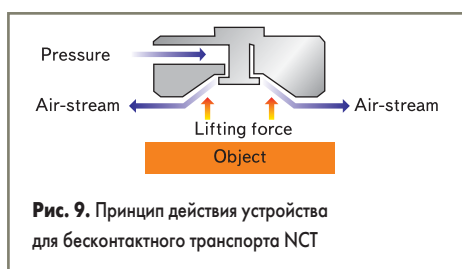 Pressure
Air-stream
Air-stream
Lifting force
Object
Рис. 9. Принцип действия устройства
для бесконтактного транспорта NCT